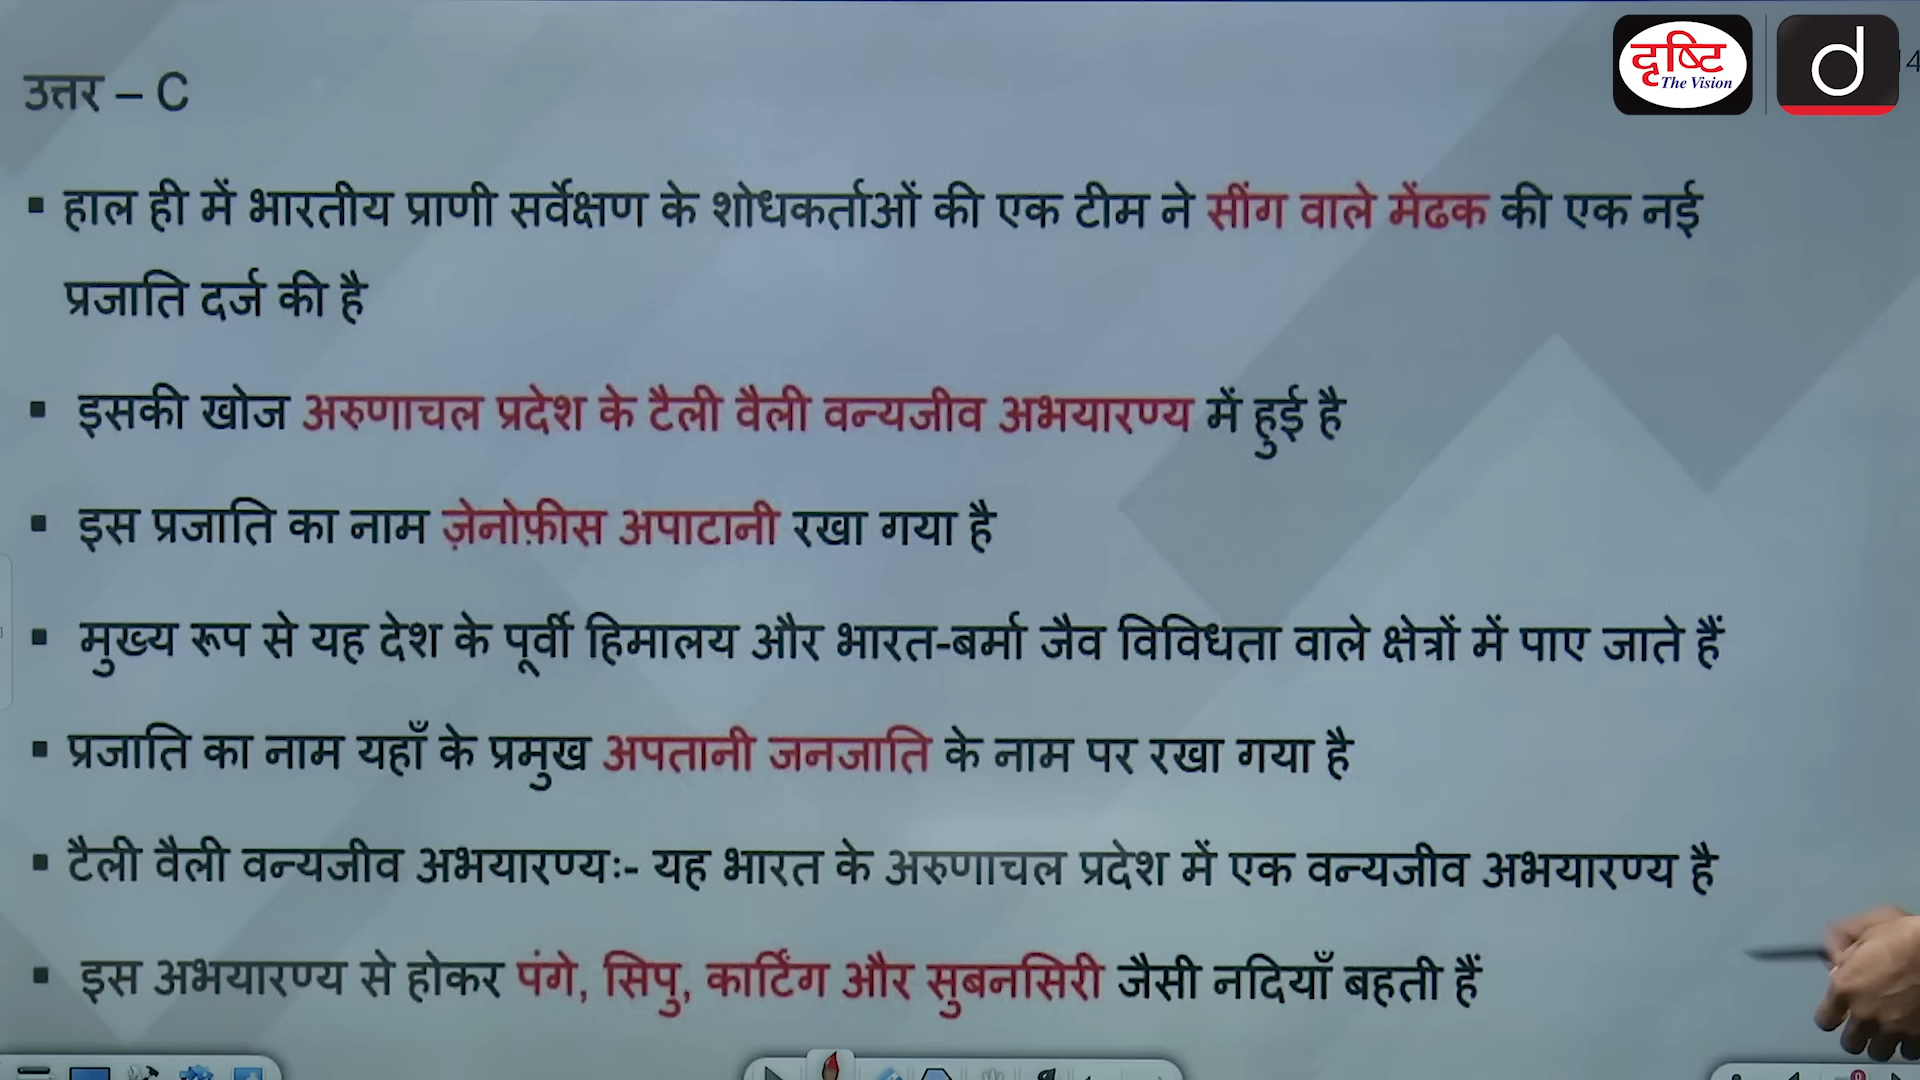 दृष्टि
The Vision
d
उत्तर – C
▪ हाल ही में भारतीय प्राणी सर्वेक्षण के शोधकर्ताओं की एक टीम ने सींग वाले मेंढक की एक नई
प्रजाति दर्ज की है
▪ इसकी खोज अरुणाचल प्रदेश के टैली वैली वन्यजीव अभयारण्य में हुई है
▪ इस प्रजाति का नाम ज़ेनोफ़ीस अपाटानी रखा गया है
▪ मुख्य रूप से यह देश के पूर्वी हिमालय और भारत-बर्मा जैव विविधता वाले क्षेत्रों में पाए जाते हैं
▪ प्रजाति का नाम यहाँ के प्रमुख अपतानी जनजाति के नाम पर रखा गया है
▪ टैली वैली वन्यजीव अभयारण्यः- यह भारत के अरुणाचल प्रदेश में एक वन्यजीव अभयारण्य है
▪ इस अभयारण्य से होकर पंगे, सिपु, कार्टिंग और सुबनसिरी जैसी नदियाँ बहती हैं